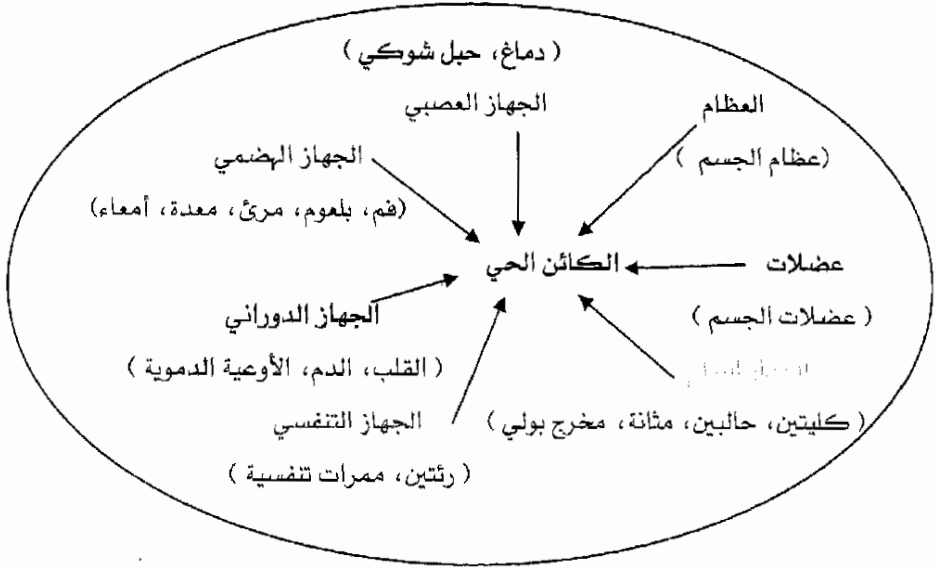 ( دماغ، حبل شوكي )
الجهاز العصبي
العظام
( عظام الجسم )
الجهاز الهضمي
(فم، بلعوم، مرئ، معدة، أمعاء)
الكائن الحي
عضلات
( عضلات الجسم )
الجهاز الدوراني
( القلب، الدم، الأوعية الدموية )
( كليتين، حالبين، مثانة، مخرج بولي )
الجهاز التنفسي
( رئتين، ممرات تنفسية )